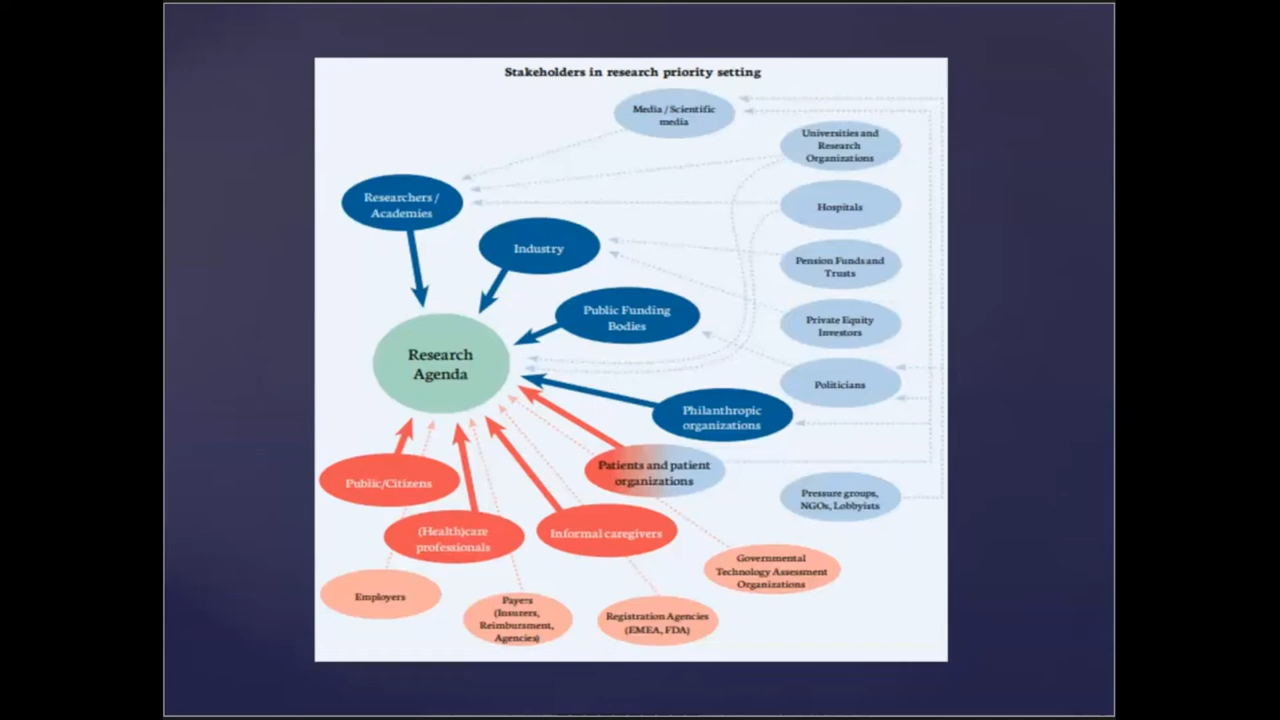 Stakeholders in research priority setting
Media / Scientific
media
Universities and
Research
Organizations
Researchers /
Academies
Hospitals
Industry
Pension Funds and
Trusts
Public Funding
Bodies
Private Equity
Investors
Research
Agenda
Politicians
Philanthropic
organizations
Patients and patient
organizations
Public/Citizens
Pressure groups,
NGOs, Lobbyists
(Health)care
professionals
Informal caregivers
Governmental
Technology Assessment
Organizations
Employers
Payers
(Insurers,
Reimbursment,
Agencies)
Registration Agencies
(EMEA, FDA)